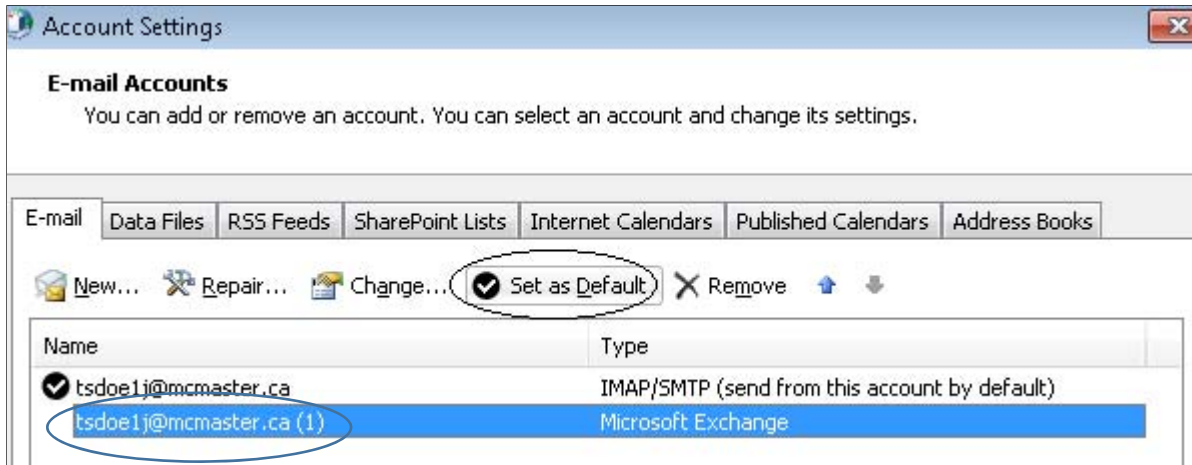 Account Settings
E-mail Accounts
You can add or remove an account. You can select an account and change its settings.
E-mail Data Files RSS Feeds SharePoint Lists Internet Calendars Published Calendars Address Books
New... Repair... Change... Set as Default Remove
Name Type
tsdoe1j@mcmaster.ca IMAP/SMTP (send from this account by default)
tsdoe1j@mcmaster.ca (1) Microsoft Exchange